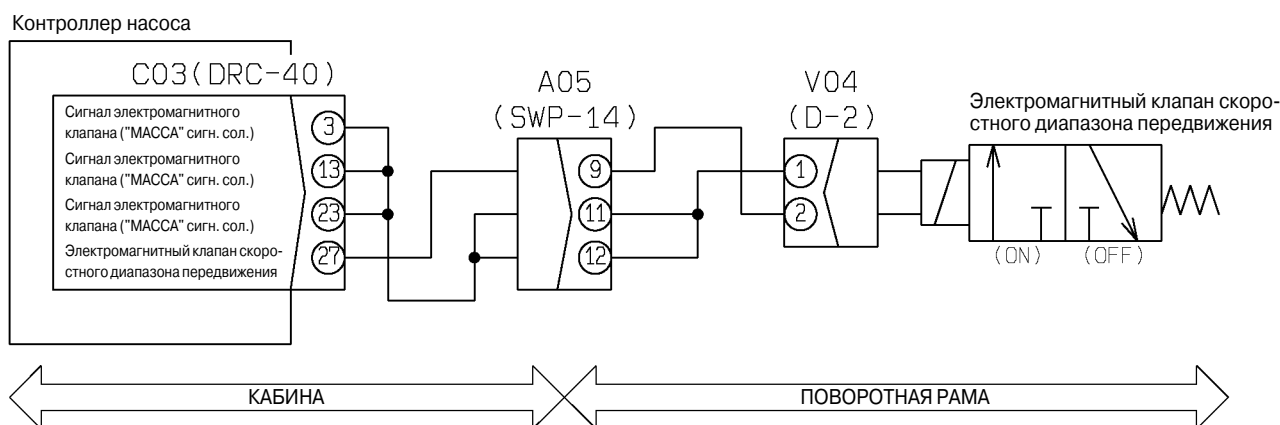 Контроллер насоса
C03(DRC-40)
Сигнал электромагнитного
клапана ("МАССА" сигн. сол.)
Сигнал электромагнитного
клапана ("МАССА" сигн. сол.)
Сигнал электромагнитного
клапана ("МАССА" сигн. сол.)
Электромагнитный клапан скоро-
стного диапазона передвижения
3
13
23
27
A05
(SWP-14)
9
11
12
V04
(D-2)
1
2
Электромагнитный клапан скоро-
стного диапазона передвижения
(ON) (OFF)
КАБИНА
ПОВОРОТНАЯ РАМА